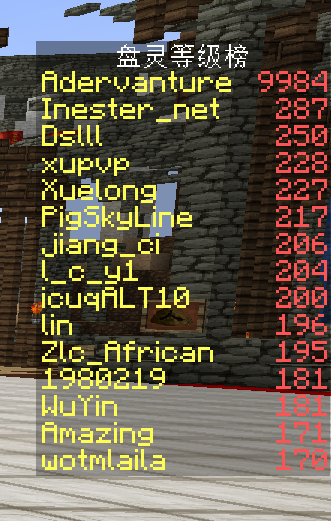 盘灵等级榜
Adervanture 9984
Inester_net 287
Dslll 250
xupvp 228
Xuelong 227
PigSkyLine 217
jiang_ci 206
l_c_y1 204
jcuqALT10 200
lin 196
Zlc_African 195
1980219 181
WuYin 181
Amazing 171
wotmlaila 170